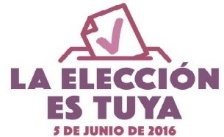 LA ELECCIÓN
ES TUYA
5 DE JUNIO DE 2016